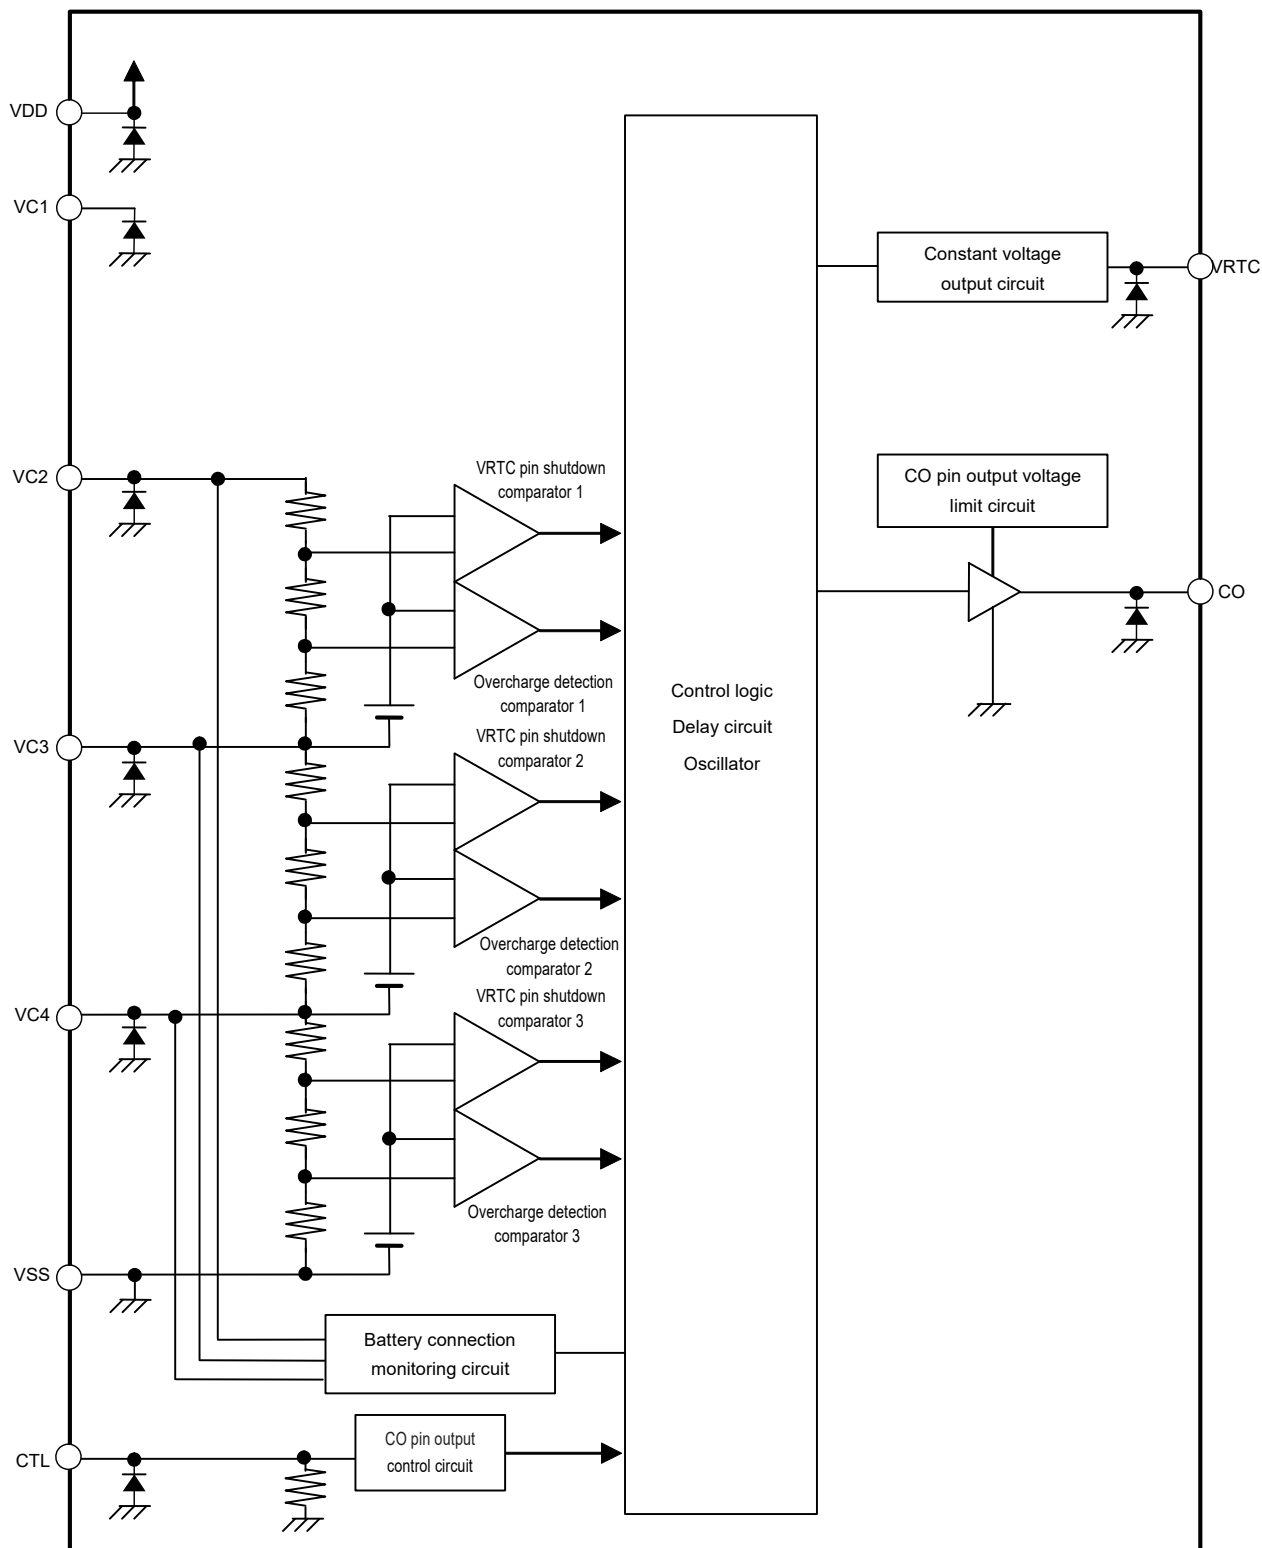 VDD
VC1
Constant voltage
output circuit
VRTC
VC2
VRTC pin shutdown
comparator 1
CO pin output voltage
limit circuit
CO
Overcharge detection
comparator 1
Control logic
Delay circuit
Oscillator
VC3
VRTC pin shutdown
comparator 2
Overcharge detection
comparator 2
VC4
VRTC pin shutdown
comparator 3
Overcharge detection
comparator 3
VSS
Battery connection
monitoring circuit
CTL
CO pin output
control circuit